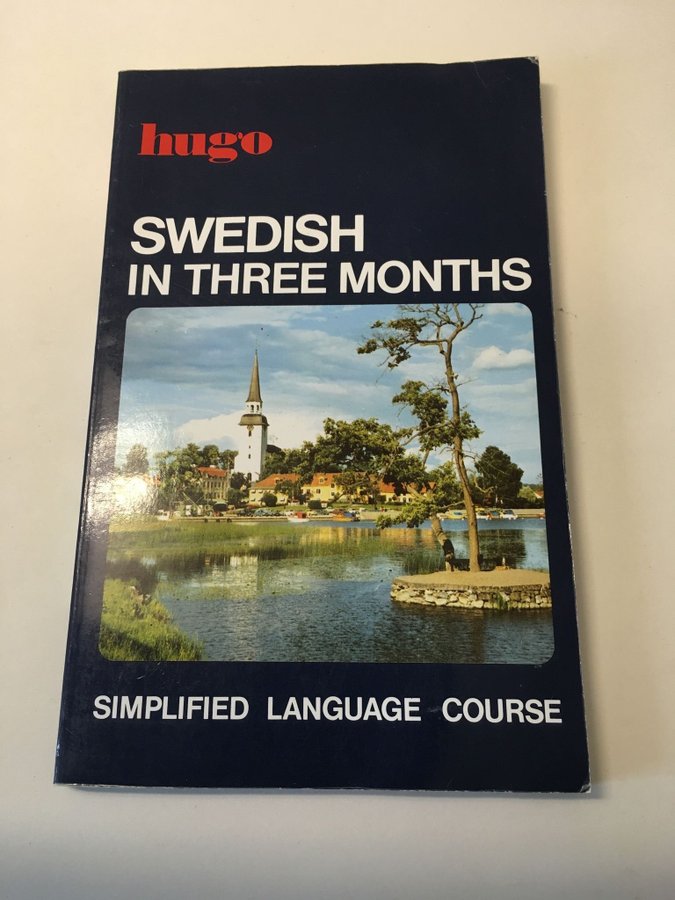 hugo
SWEDISH
IN THREE MONTHS
SIMPLIFIED LANGUAGE COURSE